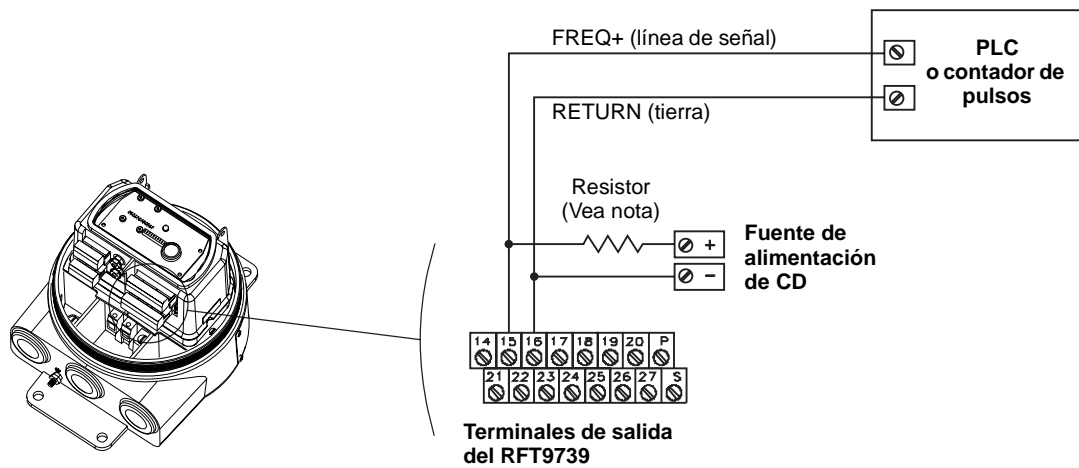 FREQ+ (línea de señal)
PLC
o contador de
pulsos
RETURN (tierra)
Resistor
(Vea nota)
+
−
Fuente de
alimentación
de CD
14 15 16 17 18 19 20 P
21 22 23 24 25 26 27 S
Terminales de salida
del RFT9739